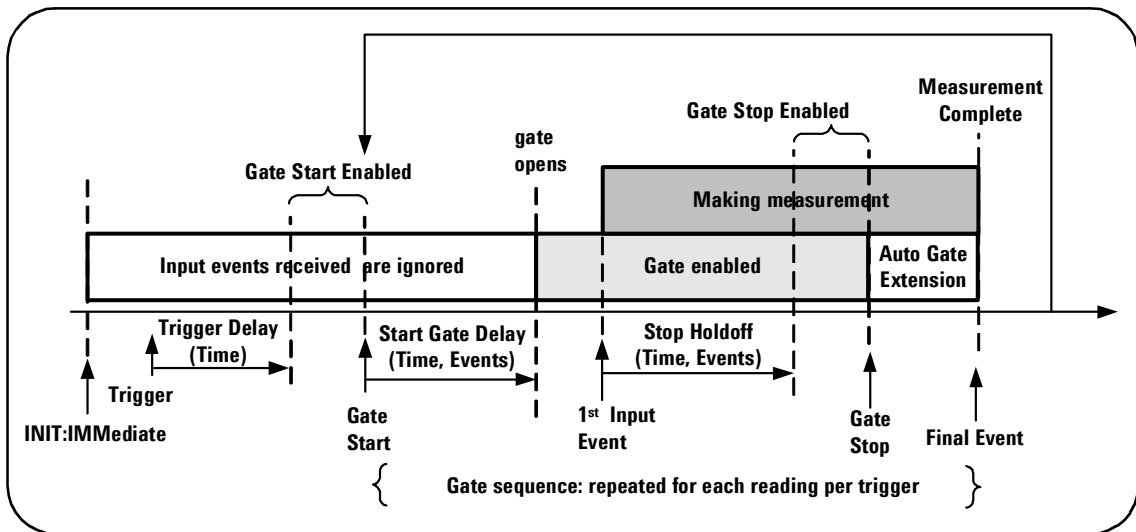 Measurement
Complete
Gate Stop Enabled
gate
opens
Gate Start Enabled
Making measurement
Input events received are ignored
Gate enabled
Auto Gate
Extension
Trigger Delay
(Time)
Start Gate Delay
(Time, Events)
Stop Holdoff
(Time, Events)
Trigger
INIT:IMMediate
Gate
Start
1st Input
Event
Gate
Stop
Final Event
Gate sequence: repeated for each reading per trigger